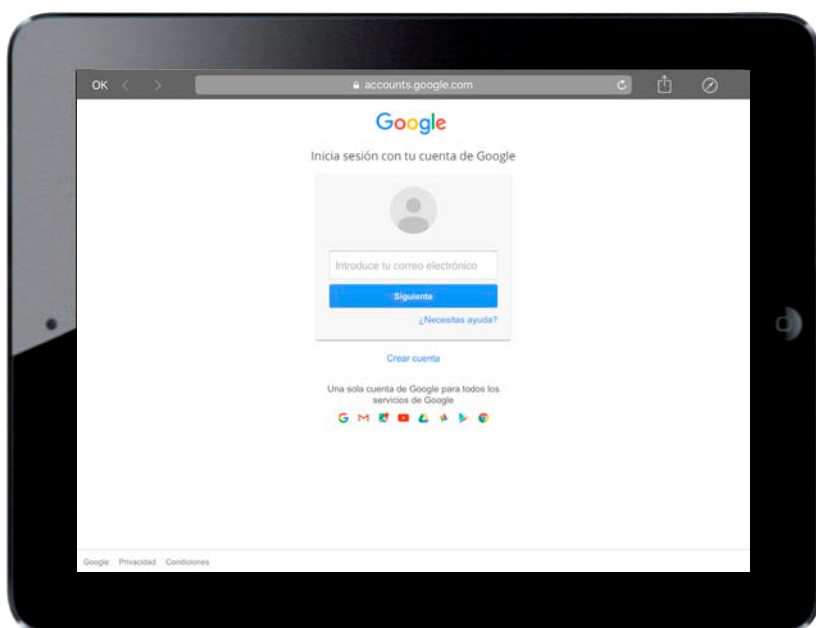 OK
accounts.google.com
Google
Inicia sesión con tu cuenta de Google
Introduce tu correo electrónico
Siguiente
¿Necesitas ayuda?
Crear cuenta
Una sola cuenta de Google para todos los
servicios de Google
Google Privacidad Condiciones